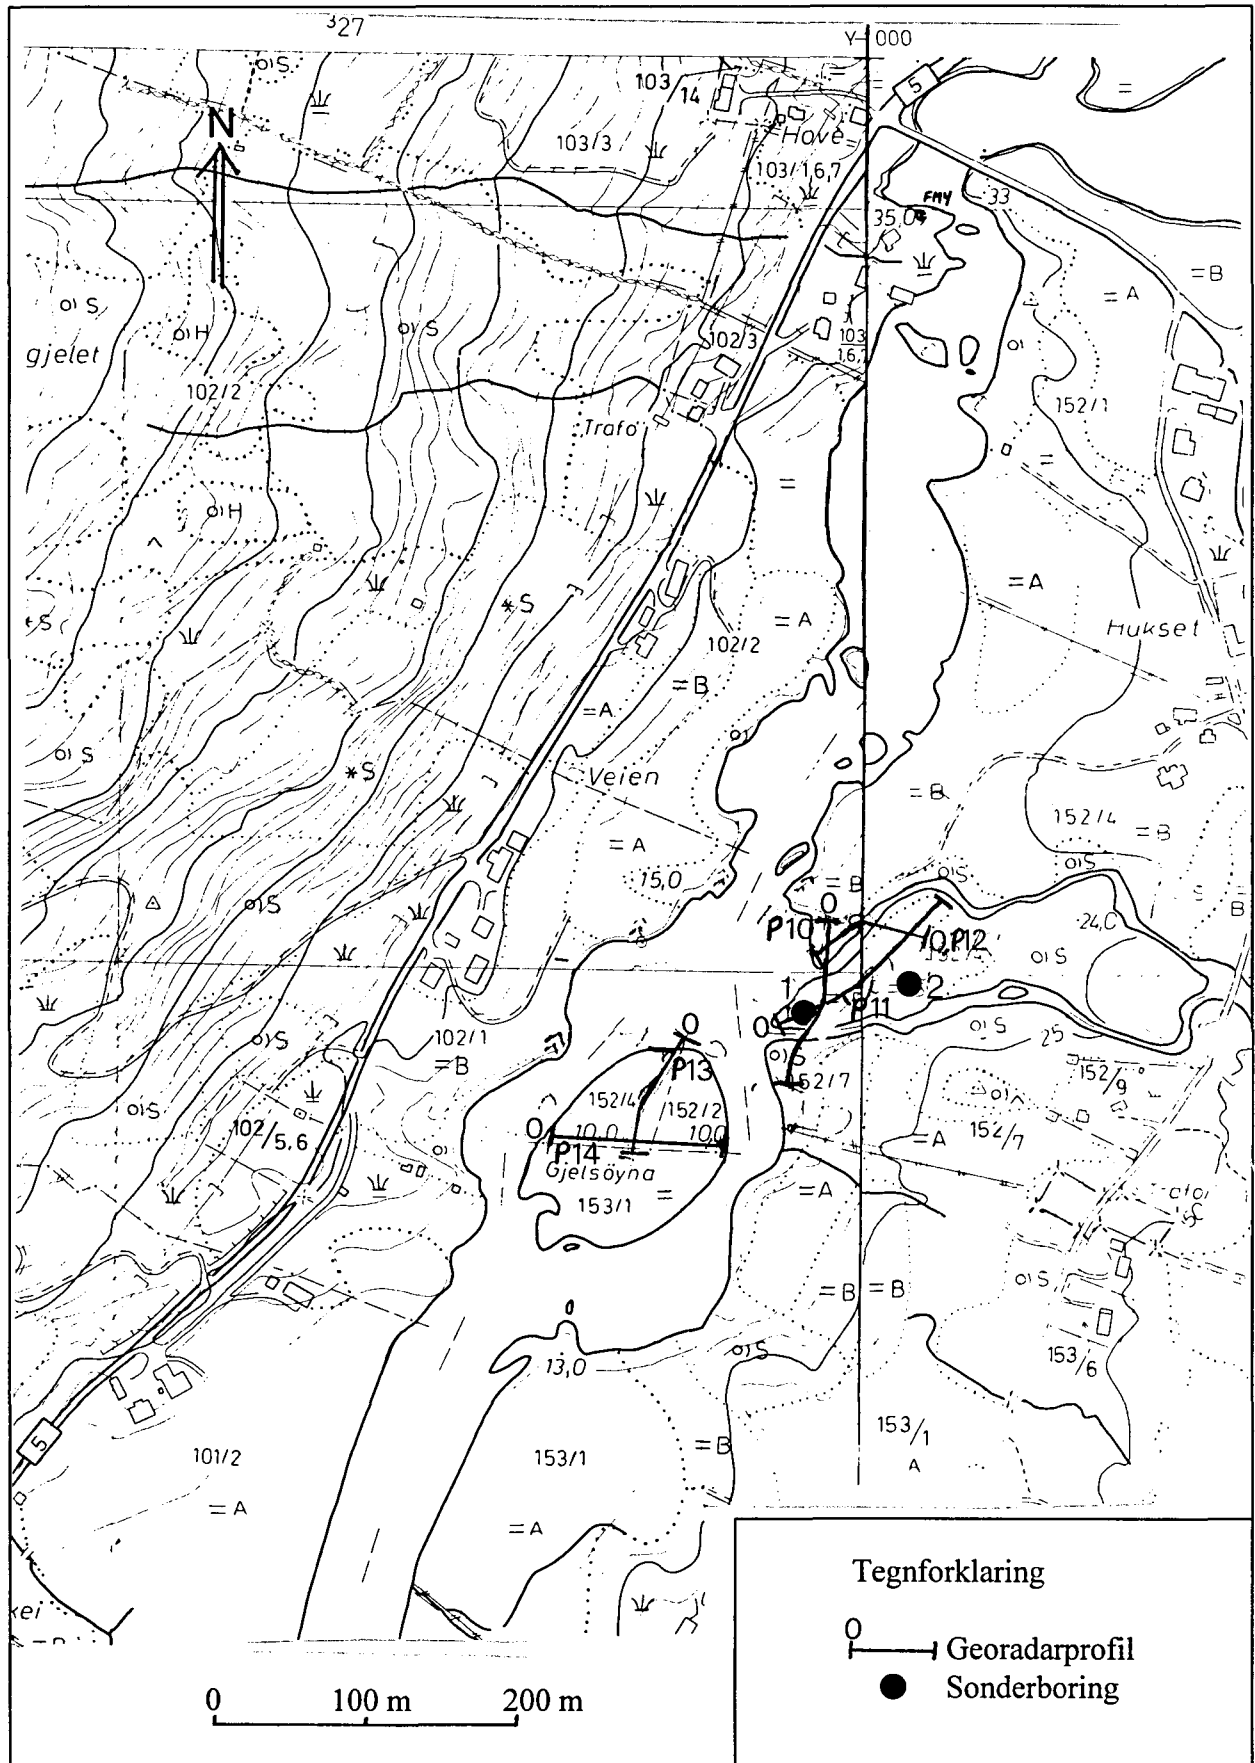 327
Y 000
5
103
14
Hove
103/3
103/1,6,7
FMY
33
35,0
N
= B
= A
O1 S
O1 H
O1 S
gjelet
102/2
102/3
103
1,6,7
152/1
Trafo
O1 H
* S
= A
= A
Hukset
102/2
= B
= A
O1 S
* S
Veien
= B
152/4
= B
= A
15,0
O1 S
O1 S
O1 S
= B
B
0
24,0
P10
0,P12
O1 S
1
2
P11
0
0
O1 S
O1 S
25
102/1
= B
P13
152/7
152/9
152/4
152/2
O1 S
102/5,6
0
10,0
10,0
P14
Gjelsöyna
152/7
= A
153/1
=
= A
= B
= B
O1 S
O1 S
153/6
13,0
5
101/2
= A
153/1
= B
153/1
A
= A
Tegnforklaring
0
Georadarprofil
Sonderboring
0 100 m 200 m